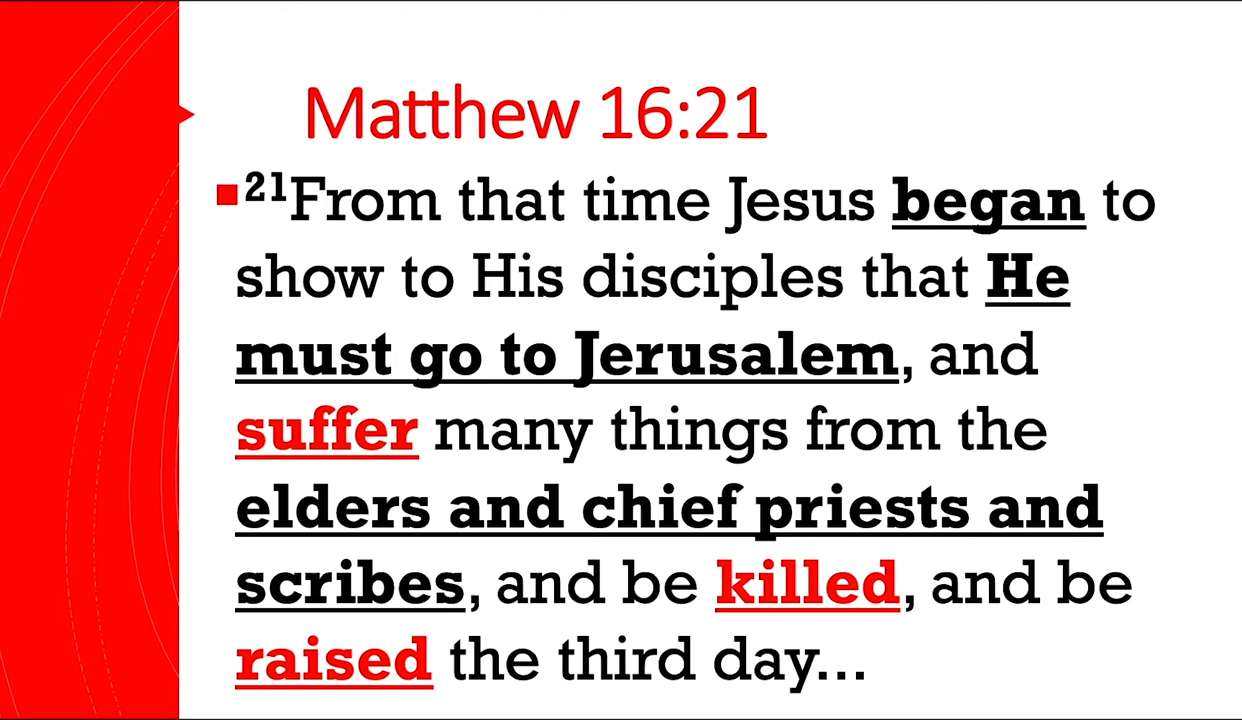 Matthew 16:21
²¹From that time Jesus began to
show to His disciples that He
must go to Jerusalem, and
suffer many things from the
elders and chief priests and
scribes, and be killed, and be
raised the third day...